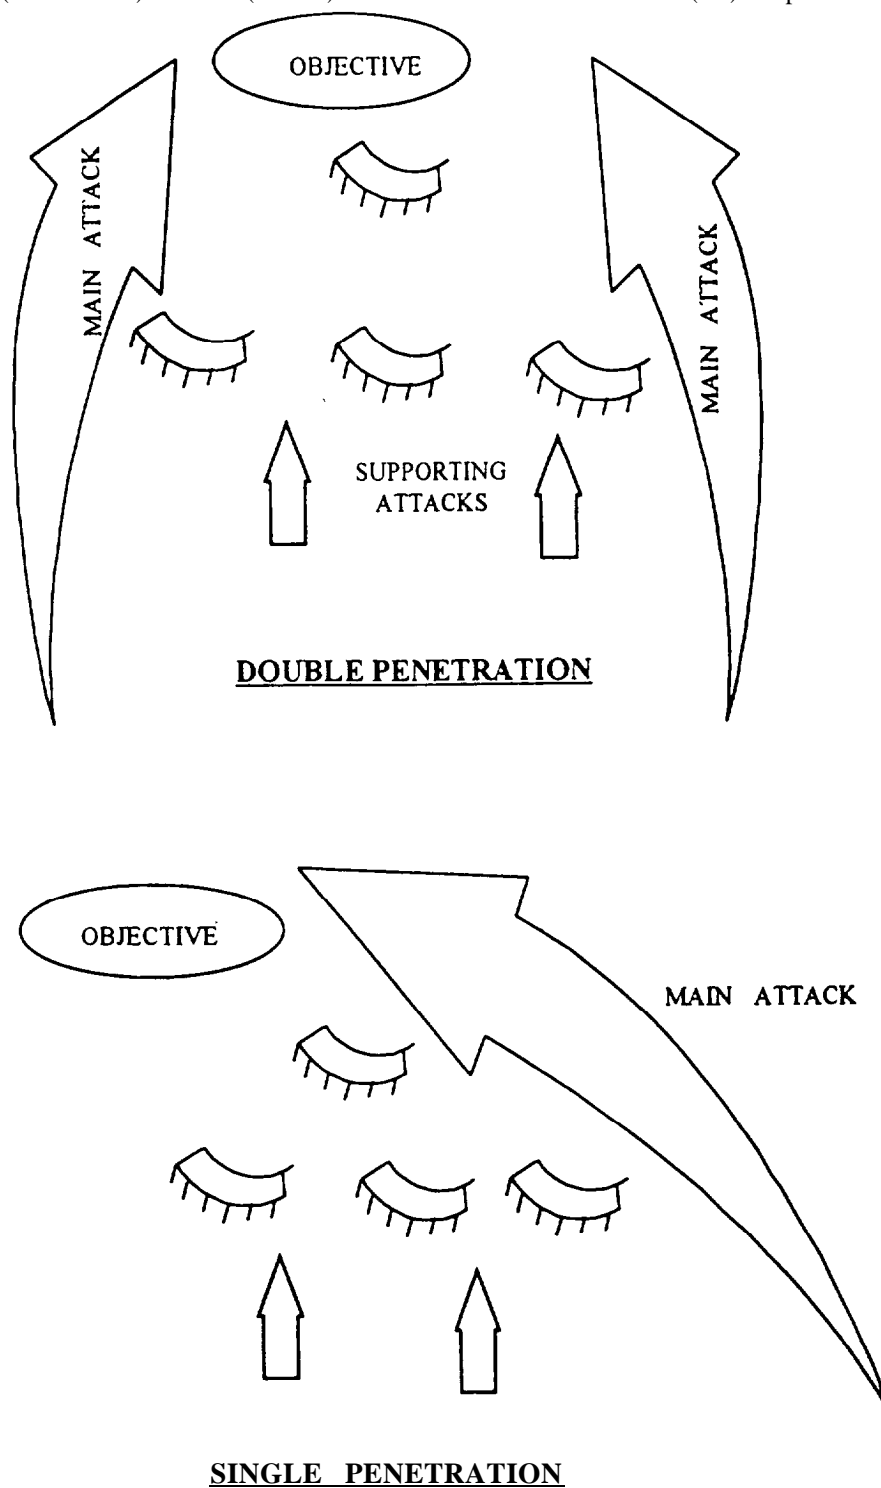 OBJECTIVE
MAIN ATTACK
MAIN ATTACK
SUPPORTING
ATTACKS
DOUBLE PENETRATION
OBJECTIVE
MAIN ATTACK
SINGLE PENETRATION